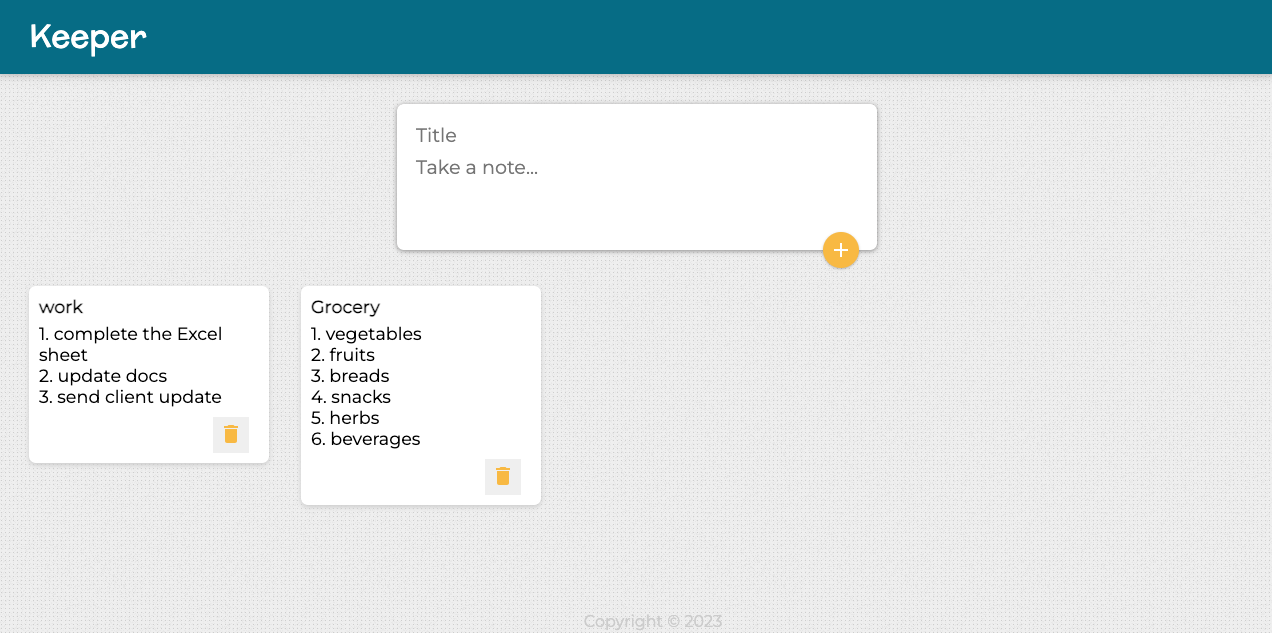 Keeper
Title
Take a note...
work
1. complete the Excel
sheet
2. update docs
3. send client update
Grocery
1. vegetables
2. fruits
3. breads
4. snacks
5. herbs
6. beverages
Copyright © 2023